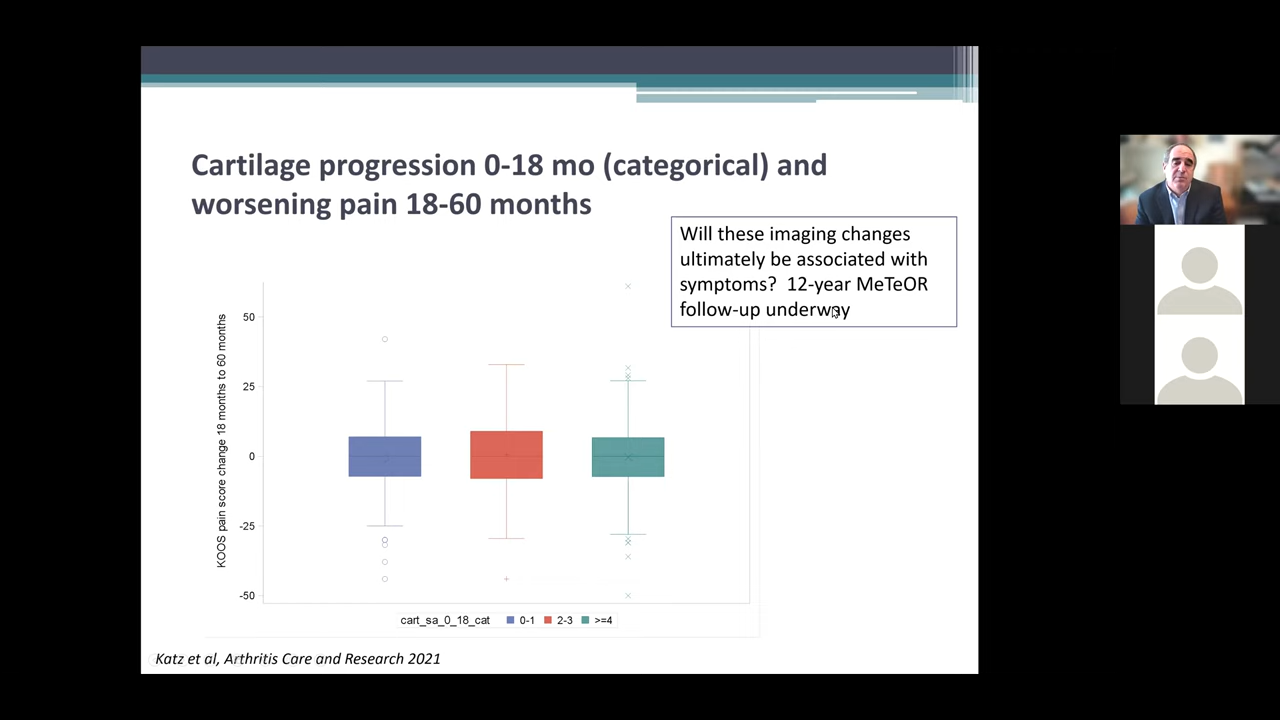 Cartilage progression 0-18 mo (categorical) and
worsening pain 18-60 months
Will these imaging changes
ultimately be associated with
symptoms?  12-year MeTeOR
follow-up underway
KOOS pain score change 18 months to 60 months
50
25
0
-25
-50
cart_sa_0_18_cat 0-1 2-3 >=4
Katz et al, Arthritis Care and Research 2021